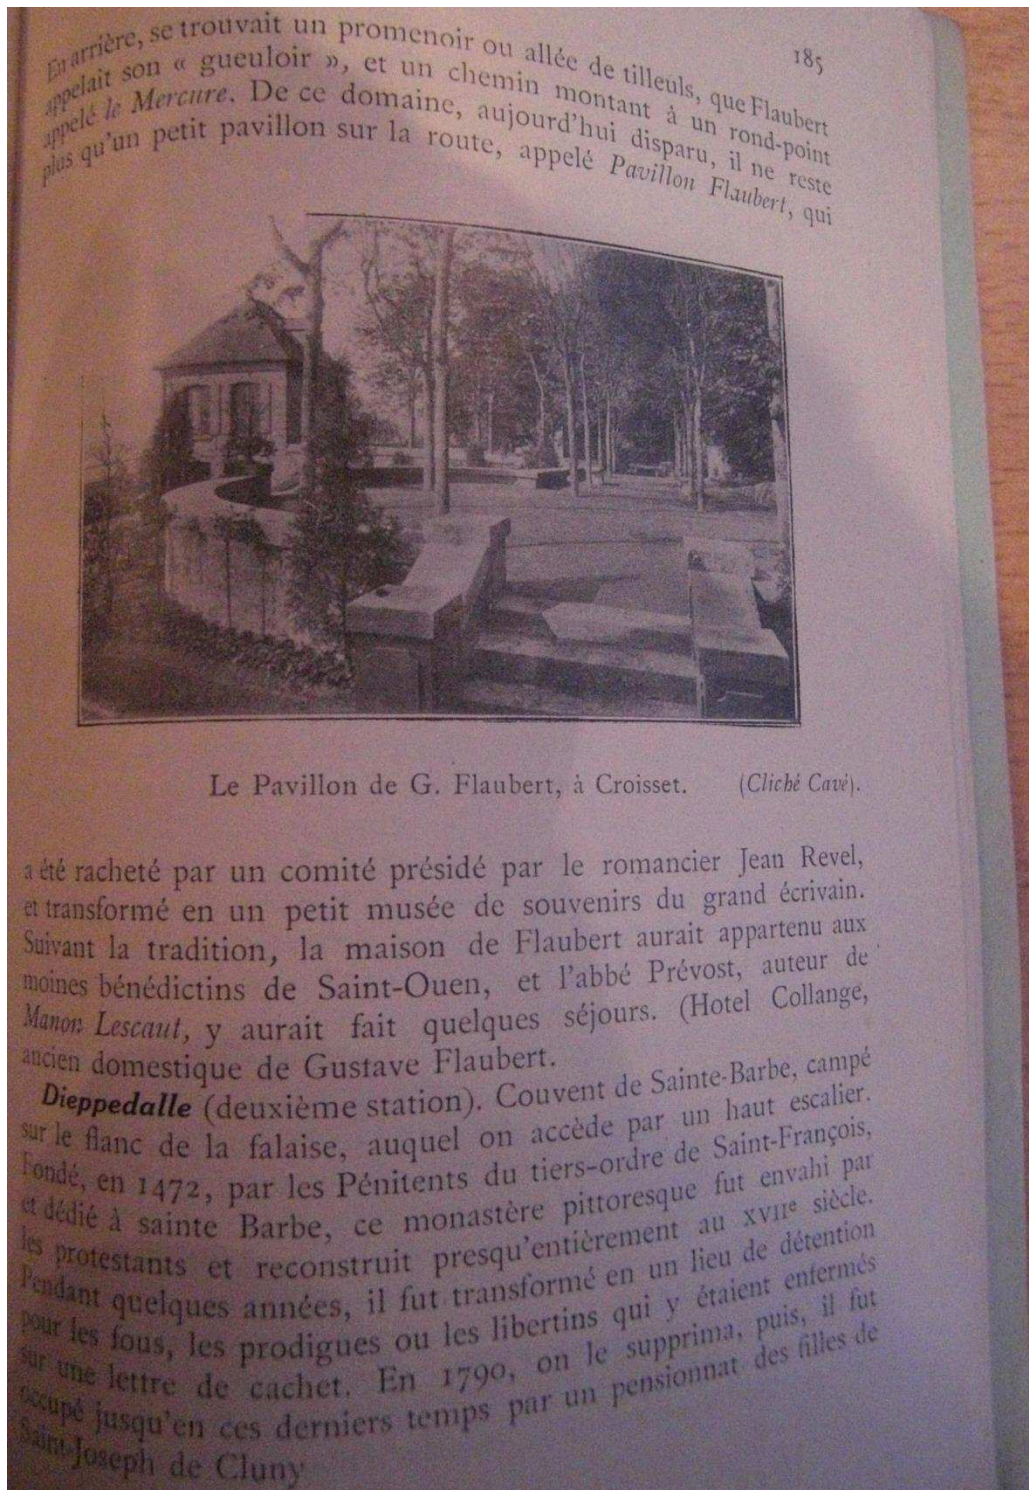 185
En arrière, se trouvait un promenoir ou allée de tilleuls, que Flaubert
appelait son « gueuloir », et un chemin montant à un rond-point
appelé le Mercure. De ce domaine, aujourd'hui disparu, il ne reste
plus qu'un petit pavillon sur la route, appelé Pavillon Flaubert, qui
Le Pavillon de G. Flaubert, à Croisset. (Cliché Cavé).
a été racheté par un comité présidé par le romancier Jean Revel,
et transformé en un petit musée de souvenirs du grand écrivain.
Suivant la tradition, la maison de Flaubert aurait appartenu aux
moines bénédictins de Saint-Ouen, et l'abbé Prévost, auteur de
Manon Lescaut, y aurait fait quelques séjours. (Hotel Collange,
ancien domestique de Gustave Flaubert.
Dieppedalle (deuxième station). Couvent de Sainte-Barbe, campé
sur le flanc de la falaise, auquel on accède par un haut escalier.
Fondé, en 1472, par les Pénitents du tiers-ordre de Saint-François,
et dédié à sainte Barbe, ce monastère pittoresque fut envahi par
les protestants et reconstruit presqu'entièrement au XVIIe siècle.
Pendant quelques années, il fut transformé en un lieu de détention
pour les fous, les prodigues ou les libertins qui y étaient enfermés
sur une lettre de cachet. En 1790, on le supprima, puis, il fut
occupé jusqu'en ces derniers temps par un pensionnat des filles de
Saint-Joseph de Cluny